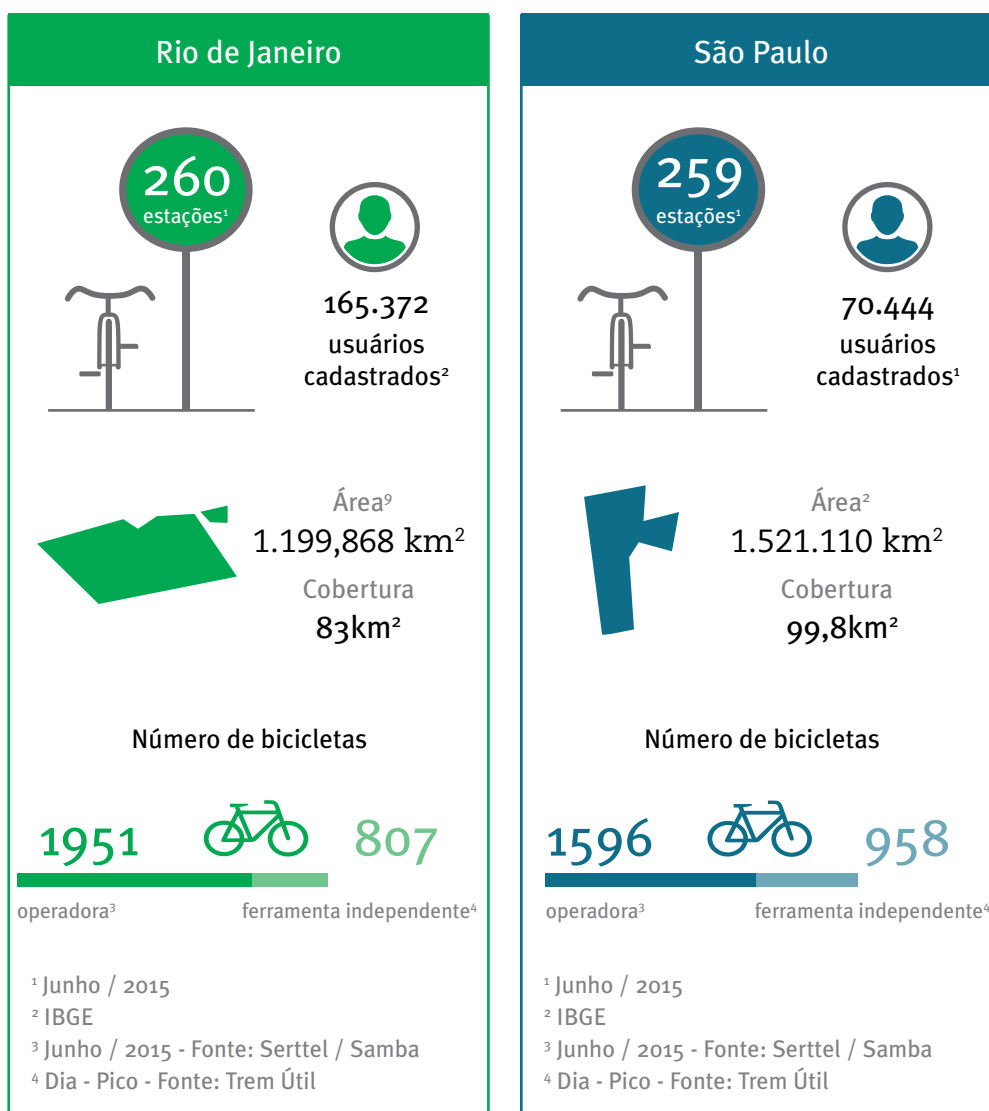 Rio de Janeiro
260
estações¹
165.372
usuários
cadastrados²
Área⁹
1.199,868 km²
Cobertura
83km²
Número de bicicletas
1951
807
operadora³
ferramenta independente⁴
¹ Junho / 2015
² IBGE
³ Junho / 2015 - Fonte: Serttel / Samba
⁴ Dia - Pico - Fonte: Trem Útil
São Paulo
259
estações¹
70.444
usuários
cadastrados¹
Área²
1.521.110 km²
Cobertura
99,8km²
Número de bicicletas
1596
958
operadora³
ferramenta independente⁴
¹ Junho / 2015
² IBGE
³ Junho / 2015 - Fonte: Serttel / Samba
⁴ Dia - Pico - Fonte: Trem Útil